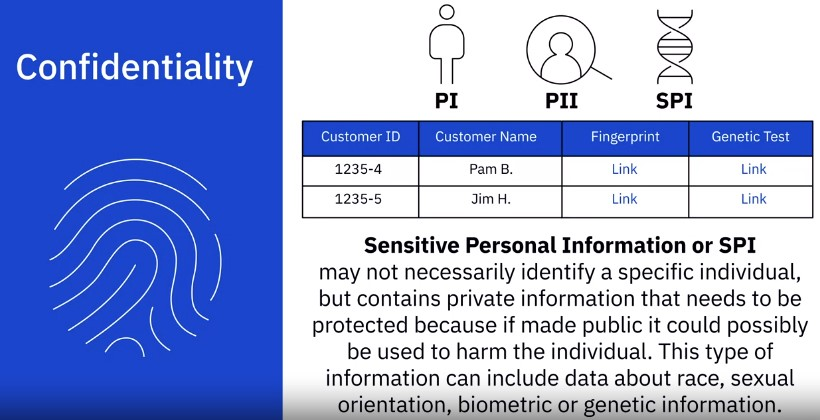 Confidentiality
PI PII SPI
Customer ID Customer Name Fingerprint Genetic Test
1235-4 Pam B. Link Link
1235-5 Jim H. Link Link
Sensitive Personal Information or SPI
may not necessarily identify a specific individual,
but contains private information that needs to be
protected because if made public it could possibly
be used to harm the individual. This type of
information can include data about race, sexual
orientation, biometric or genetic information.